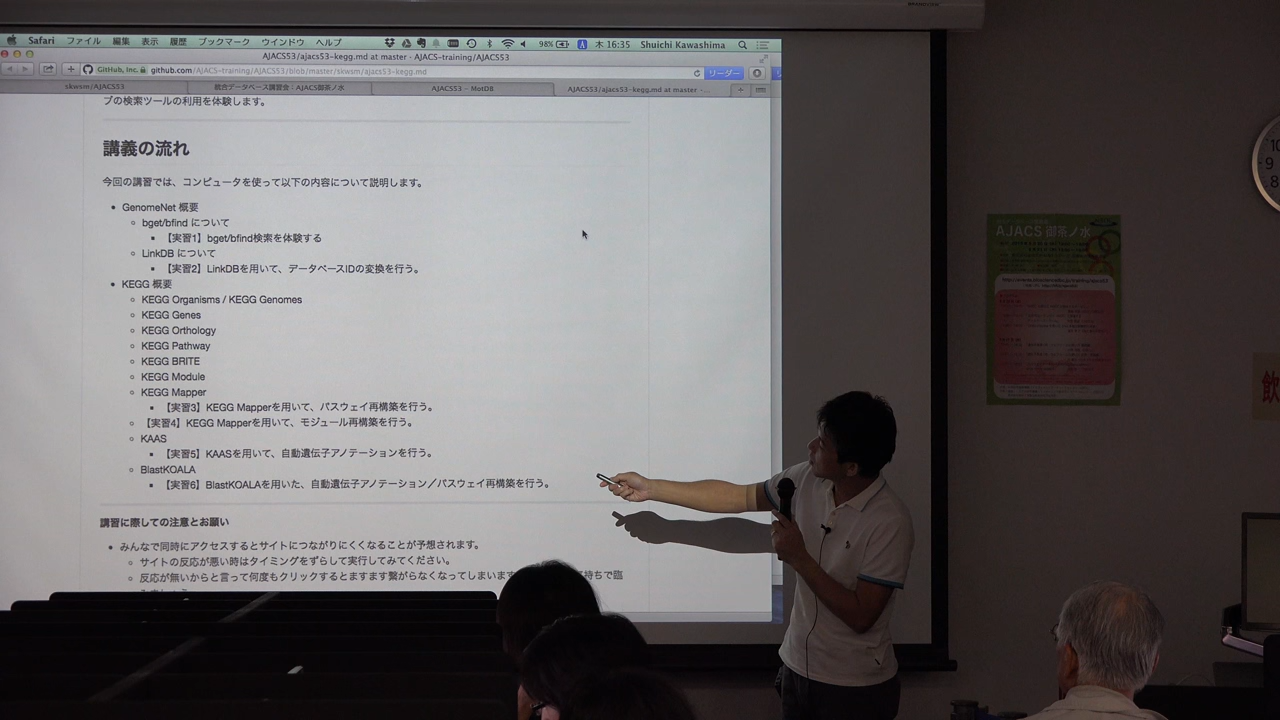 Safari ファイル 編集 表示 履歴 ブックマーク ウインドウ ヘルプ 98% A 木 16:35 Shuichi Kawashima
AJACS53/ajacs53-kegg.md at master · AJACS-training/AJACS53
GitHub, Inc. github.com/AJACS-training/AJACS53/blob/master/skwsm/ajacs53-kegg.md リーダー
skwsm/AJACS53 統合データベース講習会：AJACS御茶ノ水 AJACS53 – MotDB AJACS53/ajacs53-kegg.md at master ·...
プの検索ツールの利用を体験します。
講義の流れ
今回の講習では、コンピュータを使って以下の内容について説明します。
GenomeNet 概要
bget/bfind について
【実習1】bget/bfind検索を体験する
LinkDB について
【実習2】LinkDBを用いて、データベースIDの変換を行う。
KEGG 概要
KEGG Organisms / KEGG Genomes
KEGG Genes
KEGG Orthology
KEGG Pathway
KEGG BRITE
KEGG Module
KEGG Mapper
【実習3】KEGG Mapperを用いて、パスウェイ再構築を行う。
【実習4】KEGG Mapperを用いて、モジュール再構築を行う。
KAAS
【実習5】KAASを用いて、自動遺伝子アノテーションを行う。
BlastKOALA
【実習6】BlastKOALAを用いた、自動遺伝子アノテーション／パスウェイ再構築を行う。
講習に際しての注意とお願い
みんなで同時にアクセスするとサイトにつながりにくくなることが予想されます。
サイトの反応が悪い時はタイミングをずらして実行してみてください。
反応が無いからと言って何度もクリックするとますます繋がらなくなってしまいます 持ちで臨
AJACS 御茶ノ水
10
9
8
飲